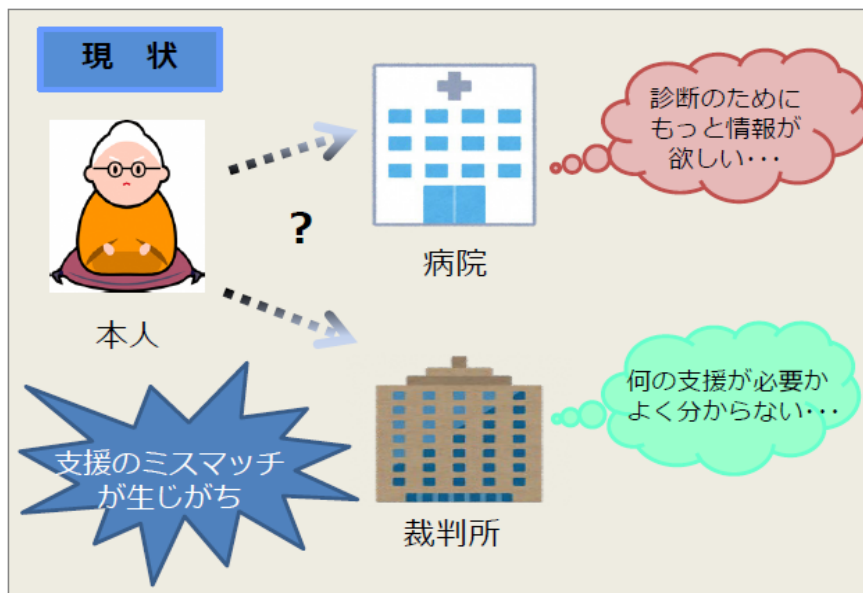 現　状
診断のために
もっと情報が
欲しい･･･
?
病院
本人
何の支援が必要か
よく分からない･･･
支援のミスマッチ
が生じがち
裁判所